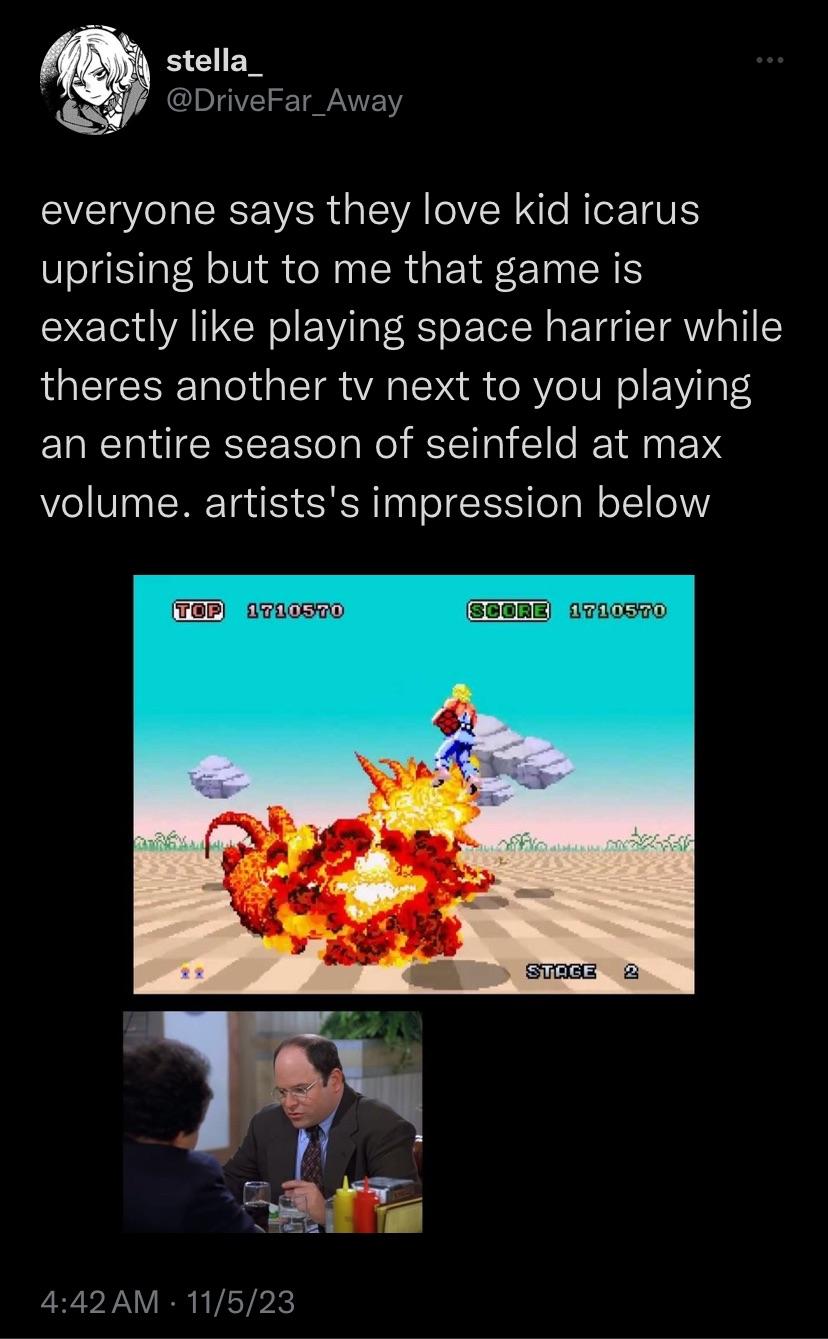 stella_
@DriveFar_Away
everyone says they love kid icarus
uprising but to me that game is
exactly like playing space harrier while
theres another tv next to you playing
an entire season of seinfeld at max
volume. artists's impression below
TOP 1710570 SCORE 1710570
STAGE 2
4:42 AM · 11/5/23